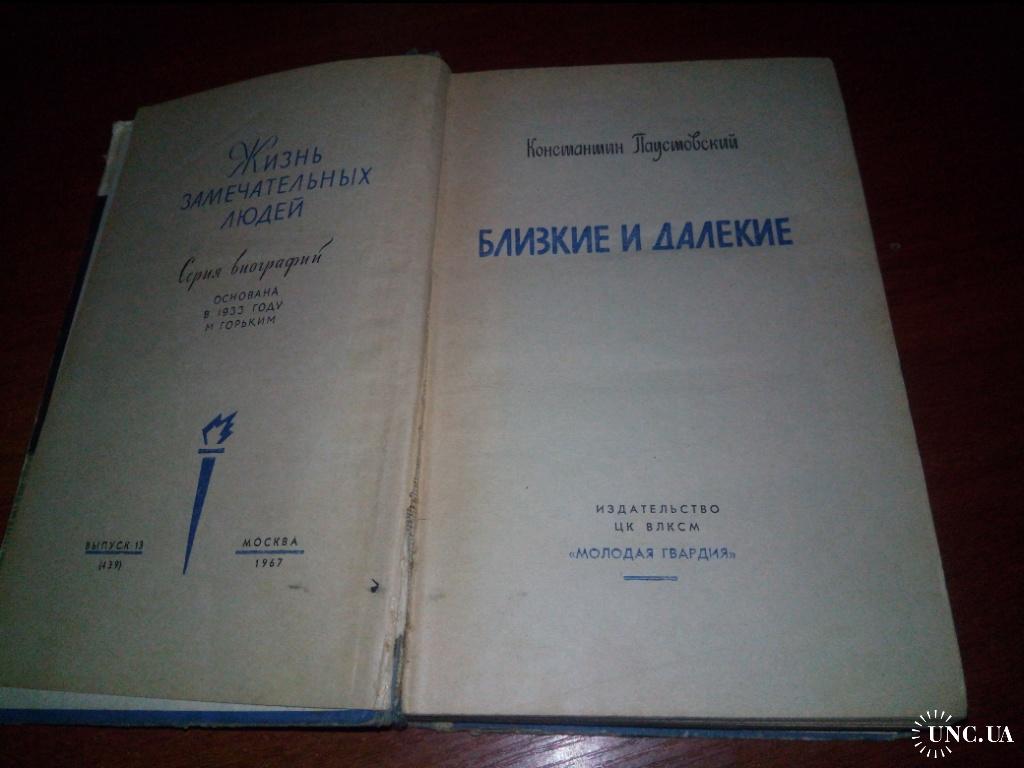 Жизнь
ЗАМЕЧАТЕЛЬНЫХ
ЛЮДЕЙ
Серия биографий
ОСНОВАНА
В 1933 ГОДУ
М ГОРЬКИМ
ВЫПУСК 13
(439)
МОСКВА
1967
Константин Паустовский
БЛИЗКИЕ И ДАЛЕКИЕ
ИЗДАТЕЛЬСТВО
ЦК ВЛКСМ
«МОЛОДАЯ ГВАРДИЯ»
UNC.UA